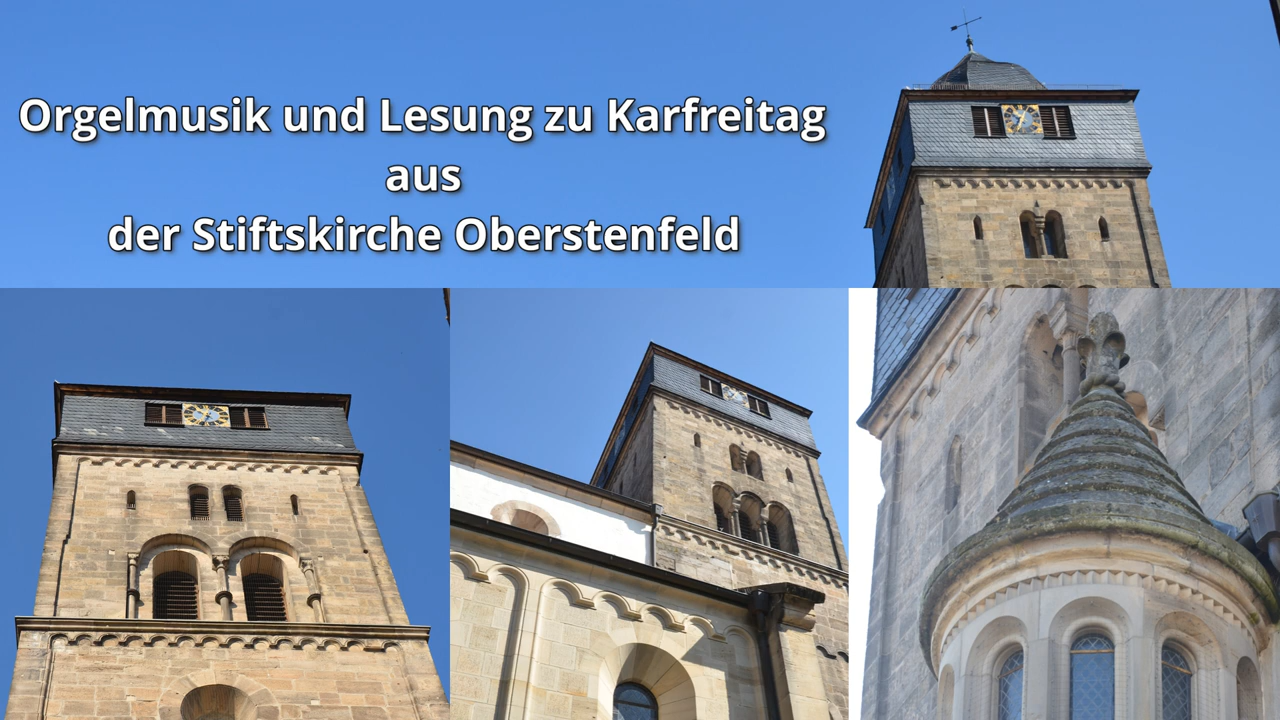 Orgelmusik und Lesung zu Karfreitag
aus
der Stiftskirche Oberstenfeld